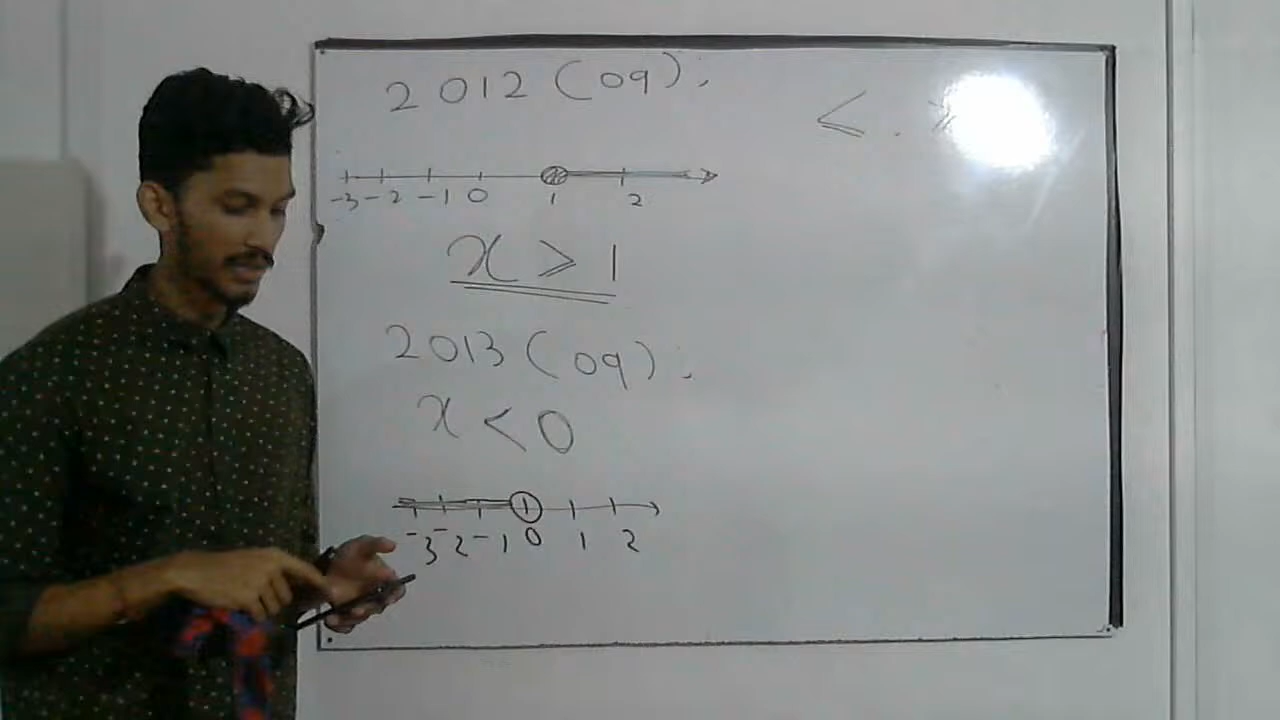 2012 (09) :
≤ .
-3 -2 -1 0 1 2
x ≥ 1
2013 (09) :
x < 0
-3 -2 -1 0 1 2